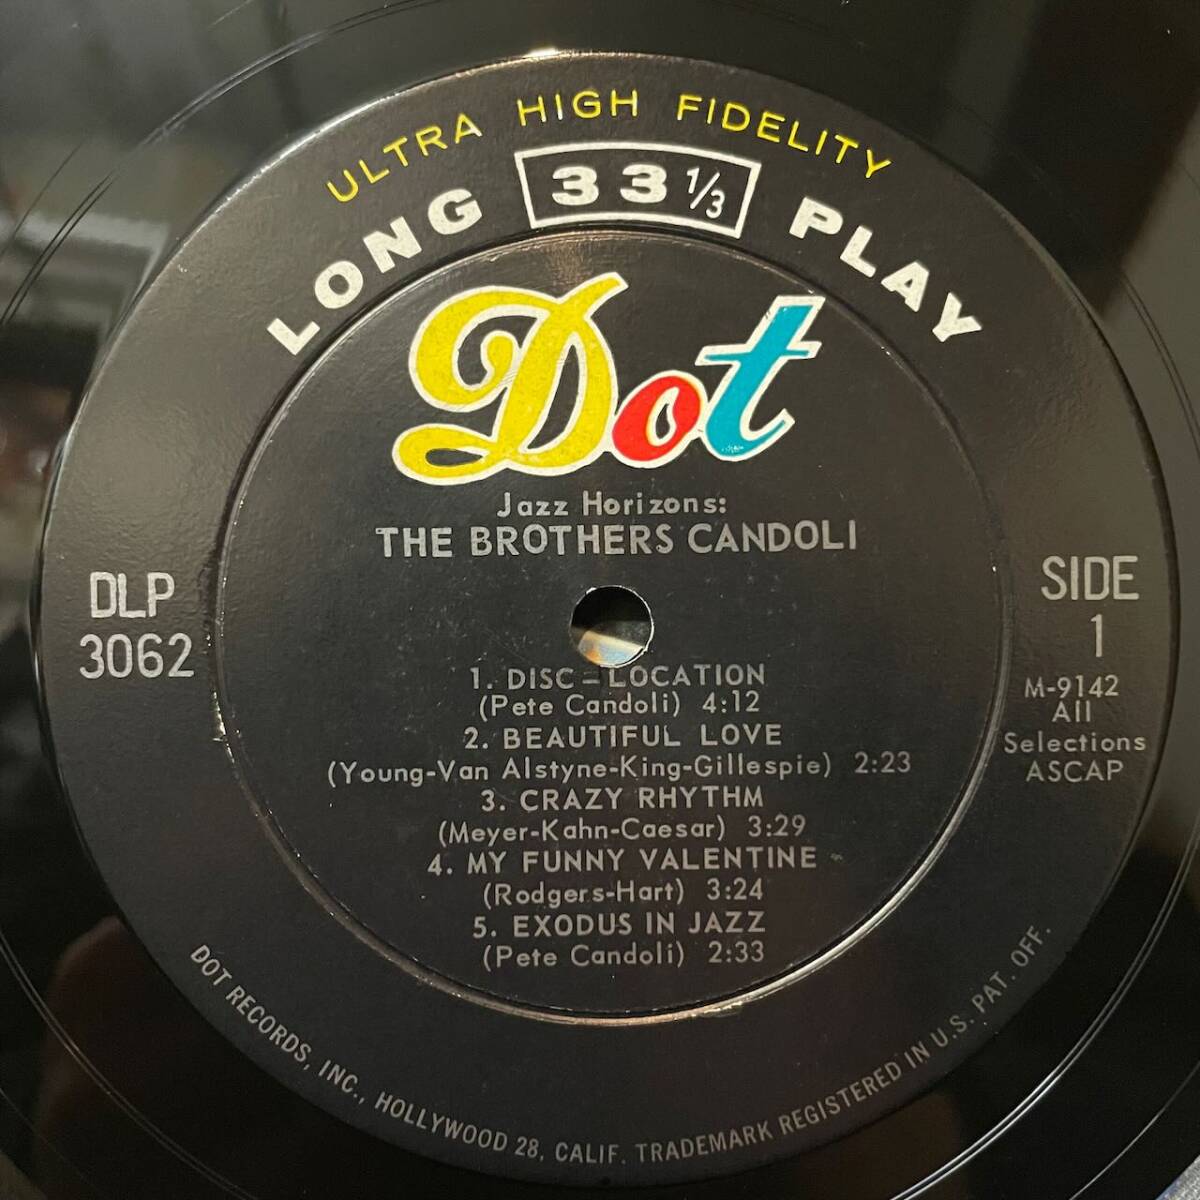 ULTRA HIGH FIDELITY
LONG 33 1/3 PLAY
Dot
Jazz Horizons:
THE BROTHERS CANDOLI
DLP
3062
SIDE
1
M-9142
All
Selections
ASCAP
1. DISC-LOCATION
(Pete Candoli) 4:12
2. BEAUTIFUL LOVE
(Young-Van Alstyne-King-Gillespie) 2:23
3. CRAZY RHYTHM
(Meyer-Kahn-Caesar) 3:29
4. MY FUNNY VALENTINE
(Rodgers-Hart) 3:24
5. EXODUS IN JAZZ
(Pete Candoli) 2:33
DOT RECORDS, INC., HOLLYWOOD 28, CALIF. TRADEMARK REGISTERED IN U.S. PAT. OFF.